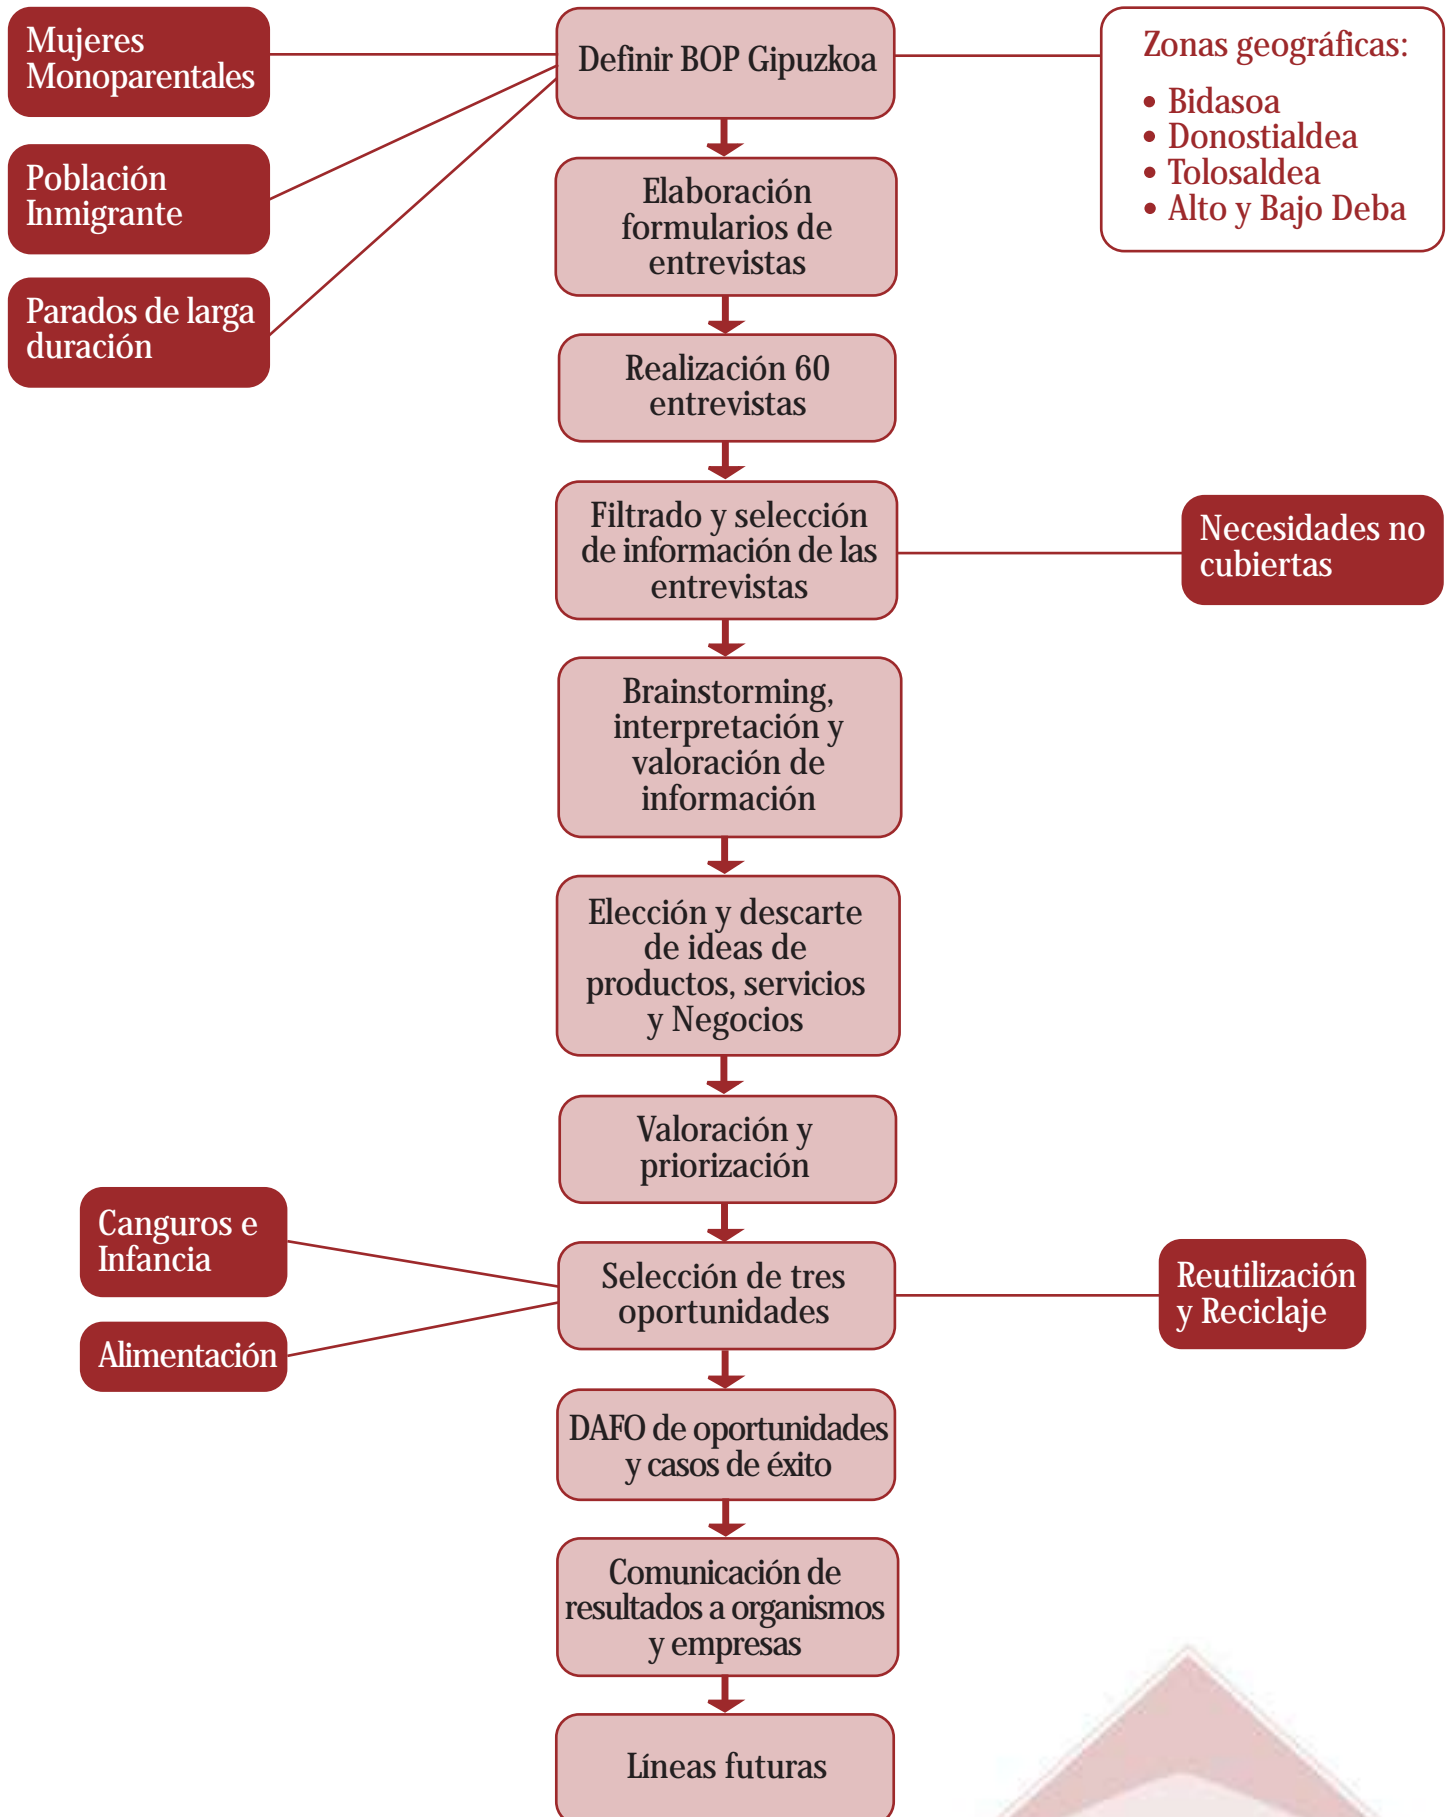 Mujeres
Monoparentales
Definir BOP Gipuzkoa
Zonas geográficas:
• Bidasoa
• Donostialdea
• Tolosaldea
• Alto y Bajo Deba
Población
Inmigrante
Elaboración
formularios de
entrevistas
Parados de larga
duración
Realización 60
entrevistas
Filtrado y selección
de información de las
entrevistas
Necesidades no
cubiertas
Brainstorming,
interpretación y
valoración de
información
Elección y descarte
de ideas de
productos, servicios
y Negocios
Valoración y
priorización
Canguros e
Infancia
Selección de tres
oportunidades
Reutilización
y Reciclaje
Alimentación
DAFO de oportunidades
y casos de éxito
Comunicación de
resultados a organismos
y empresas
Líneas futuras